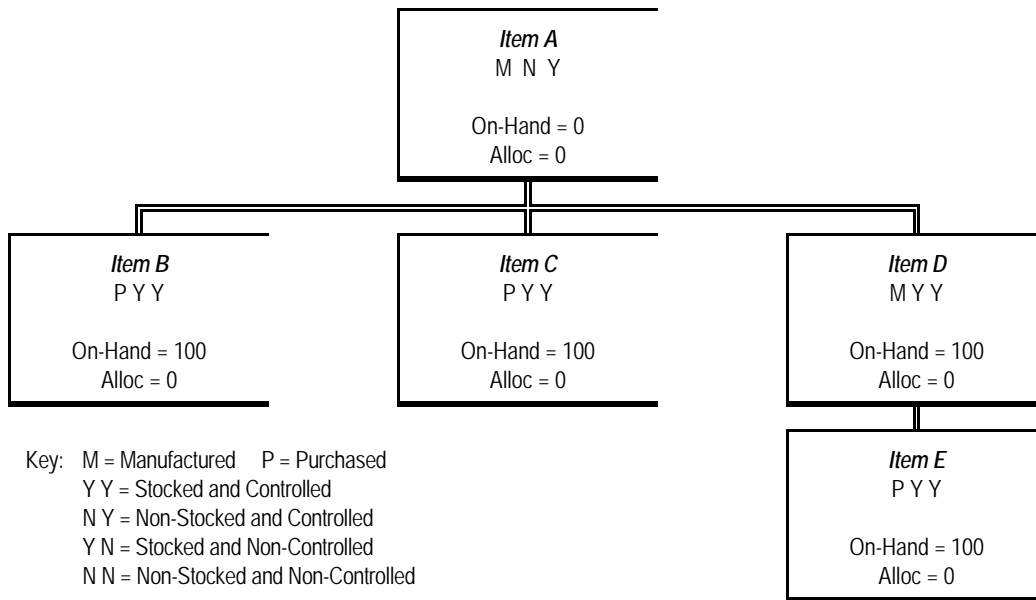 Item A
M N Y
On-Hand = 0
Alloc = 0
Item B
P Y Y
On-Hand = 100
Alloc = 0
Item C
P Y Y
On-Hand = 100
Alloc = 0
Item D
M Y Y
On-Hand = 100
Alloc = 0
Item E
P Y Y
On-Hand = 100
Alloc = 0
Key: M = Manufactured P = Purchased
Y Y = Stocked and Controlled
N Y = Non-Stocked and Controlled
Y N = Stocked and Non-Controlled
N N = Non-Stocked and Non-Controlled